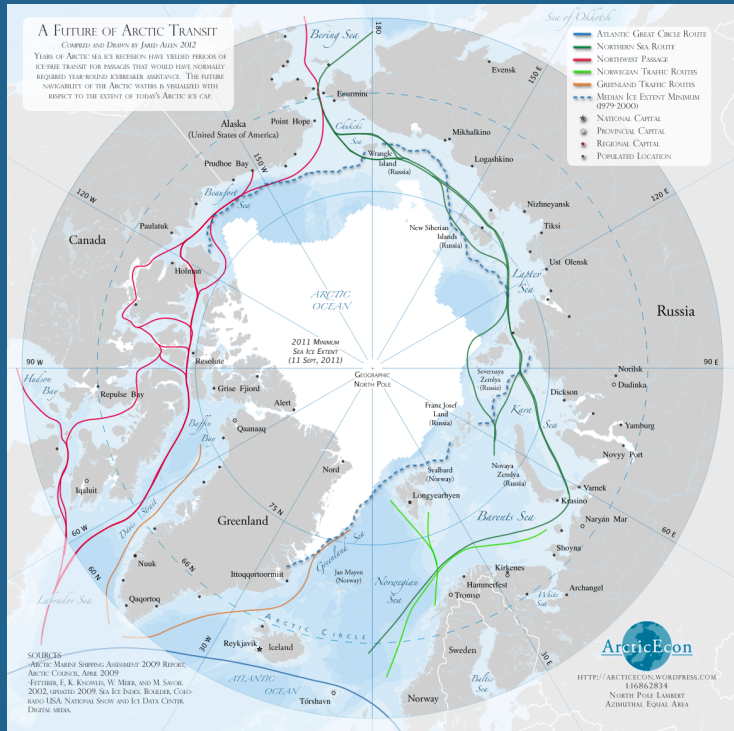 A Future of Arctic Transit
Compiled and Drawn by Jared Allen 2012
Years of Arctic sea ice recession have yielded periods of
ice-free transit for passages that would have normally
required year-round icebreaker assistance. The future
navigability of the Arctic waters is visualized with
respect to the extent of today's Arctic ice cap.
Atlantic Great Circle Route
Northern Sea Route
Northwest Passage
Norwegian Traffic Routes
Greenland Traffic Routes
Median Ice Extent Minimum
(1979-2000)
National Capital
Provincial Capital
Regional Capital
Populated Location
Sea of Okhotsk
Bering Sea
180
150 E
Evensk
Point Hope
Alaska
(United States of America)
Chukchi
Sea
Mikhalkino
Wrangle
Island
(Russia)
Logashkino
Prudhoe Bay
150 W
Beaufort
Sea
120 W
120 E
Nizhneyansk
Tiksi
Paulatuk
New Siberian
Islands
(Russia)
Canada
Ust Olensk
Holman
Laptev
Sea
ARCTIC
OCEAN
Russia
2011 Minimum
Sea Ice Extent
(11 Sept, 2011)
90 W
Resolute
Geographic
North Pole
90 E
Hudson
Bay
Severnaya
Zemlya
(Russia)
Norilsk
Dudinka
Repulse Bay
Grise Fjiord
Alert
Dickson
Kara
Sea
Franz Josef
Land
(Russia)
Baffin
Bay
Qaanaaq
Yamburg
Novyy Port
Nord
Svalbard
(Norway)
Novaya
Zemlya
(Russia)
Iqaluit
Longyearbyen
Varnek
Krasino
75 N
Davis Strait
Greenland
Barents Sea
Naryan Mar
60 W
60 E
Greenland Sea
Shoyna
Nuuk
66 N
Ittoqqortoormiit
Jan Mayen
(Norway)
Kirkenes
Hammerfest
Norwegian
Sea
Tromsø
White
Sea
Archangel
60 N
Labrador Sea
Qaqortoq
Arctic Circle
Reykjavik
Iceland
30 W
Sweden
30 E
ATLANTIC
OCEAN
Tórshavn
Baltic
Sea
Norway
Sources
-Arctic Marine Shipping Assessment 2009 Report,
Arctic Council, April 2009
-Fetterer, F., K. Knowles, W. Meier, and M. Savoie.
2002, updated 2009. Sea Ice Index. Boulder, Colo-
rado USA: National Snow and Ice Data Center.
Digital media.
ArcticEcon
http://arcticecon.wordpress.com
1:16862834
North Pole Lambert
Azimuthal Equal Area